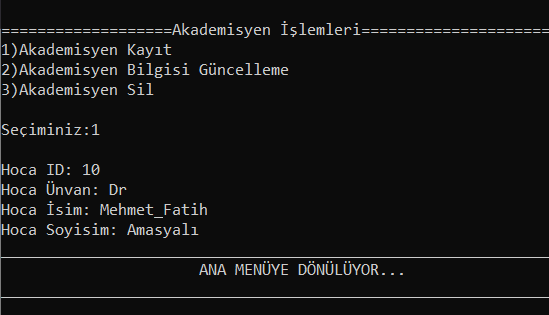 ===================Akademisyen İşlemleri=====================
1)Akademisyen Kayıt
2)Akademisyen Bilgisi Güncelleme
3)Akademisyen Sil
Seçiminiz:1
Hoca ID: 10
Hoca Ünvan: Dr
Hoca İsim: Mehmet_Fatih
Hoca Soyisim: Amasyalı
ANA MENÜYE DÖNÜLÜYOR...